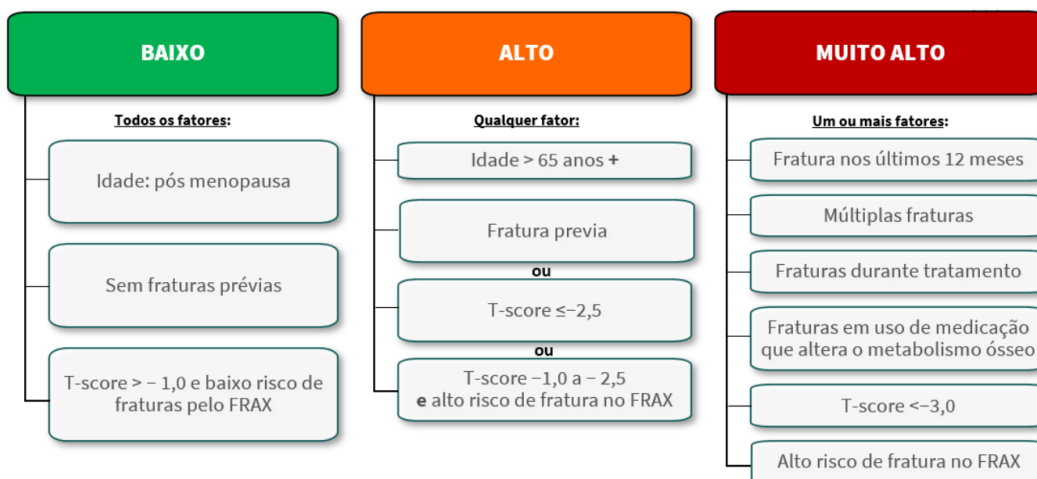 BAIXO
Todos os fatores:
Idade: pós menopausa
Sem fraturas prévias
T-score > − 1,0 e baixo risco de
fraturas pelo FRAX
ALTO
Qualquer fator:
Idade > 65 anos +
Fratura previa
ou
T-score ≤−2,5
ou
T-score −1,0 a − 2,5
e alto risco de fratura no FRAX
MUITO ALTO
Um ou mais fatores:
Fratura nos últimos 12 meses
Múltiplas fraturas
Fraturas durante tratamento
Fraturas em uso de medicação
que altera o metabolismo ósseo
T-score <−3,0
Alto risco de fratura no FRAX